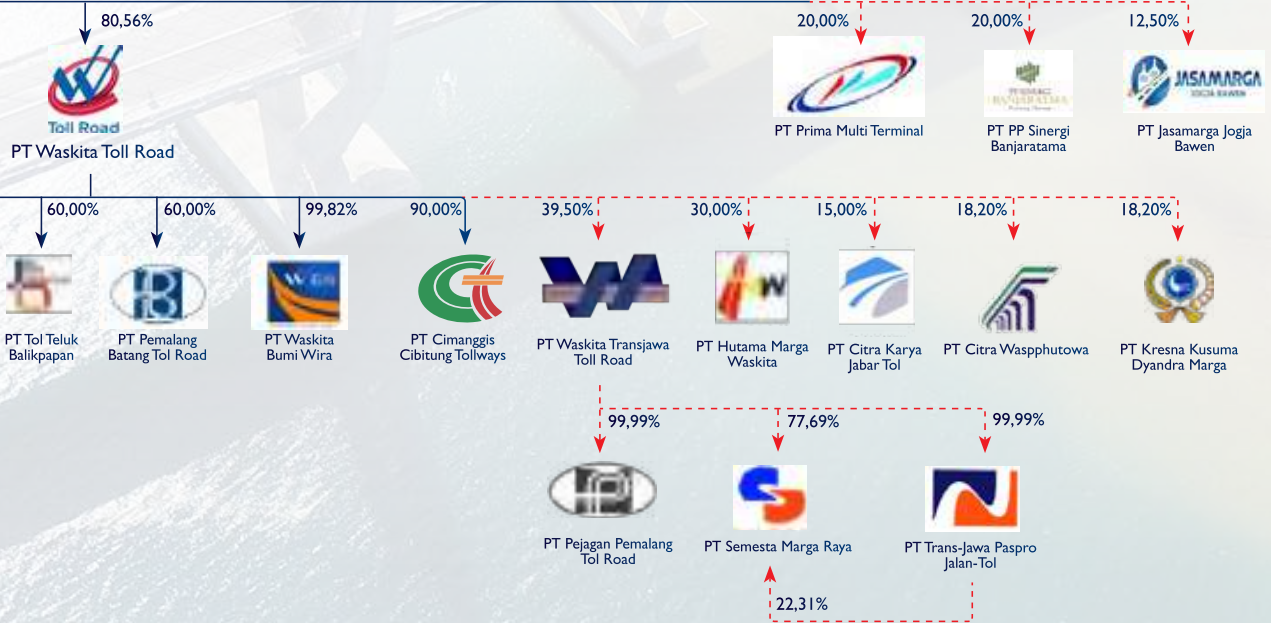 80,56%
20,00%
20,00%
12,50%
Toll Road
JASAMARGA
JOGJA BAWEN
PT Waskita Toll Road
PT Prima Multi Terminal
PT PP Sinergi
Banjaratama
PT Jasamarga Jogja
Bawen
60,00%
60,00%
99,82%
90,00%
39,50%
30,00%
15,00%
18,20%
18,20%
PT Tol Teluk
Balikpapan
PT Pemalang
Batang Tol Road
PT Waskita
Bumi Wira
PT Cimanggis
Cibitung Tollways
PT Waskita Transjawa
Toll Road
PT Hutama Marga
Waskita
PT Citra Karya
Jabar Tol
PT Citra Waspphutowa
PT Kresna Kusuma
Dyandra Marga
99,99%
77,69%
99,99%
PT Pejagan Pemalang
Tol Road
PT Semesta Marga Raya
PT Trans-Jawa Paspro
Jalan-Tol
22,31%